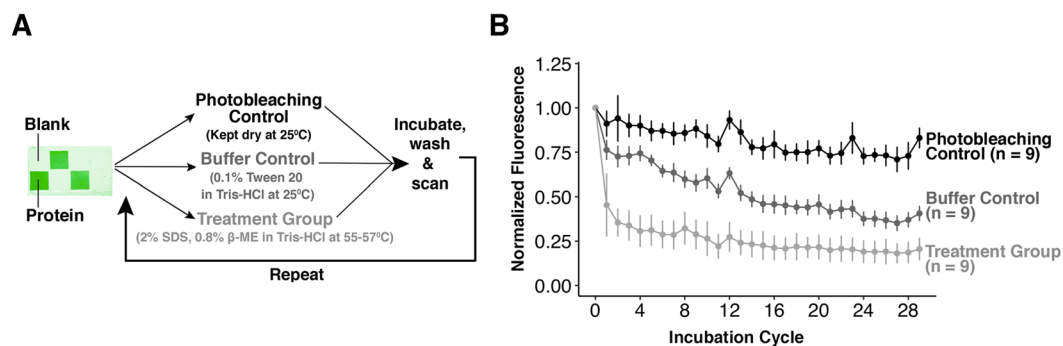 A
Blank
Protein
Photobleaching
Control
(Kept dry at 25⁰C)
Buffer Control
(0.1% Tween 20
in Tris-HCl at 25⁰C)
Treatment Group
(2% SDS, 0.8% β-ME in Tris-HCl at 55-57⁰C)
Incubate,
wash
&
scan
Repeat
B
Normalized Fluorescence
1.25
1.00
0.75
0.50
0.25
0.00
0 4 8 12 16 20 24 28
Incubation Cycle
Photobleaching
Control (n = 9)
Buffer Control
(n = 9)
Treatment Group
(n = 9)